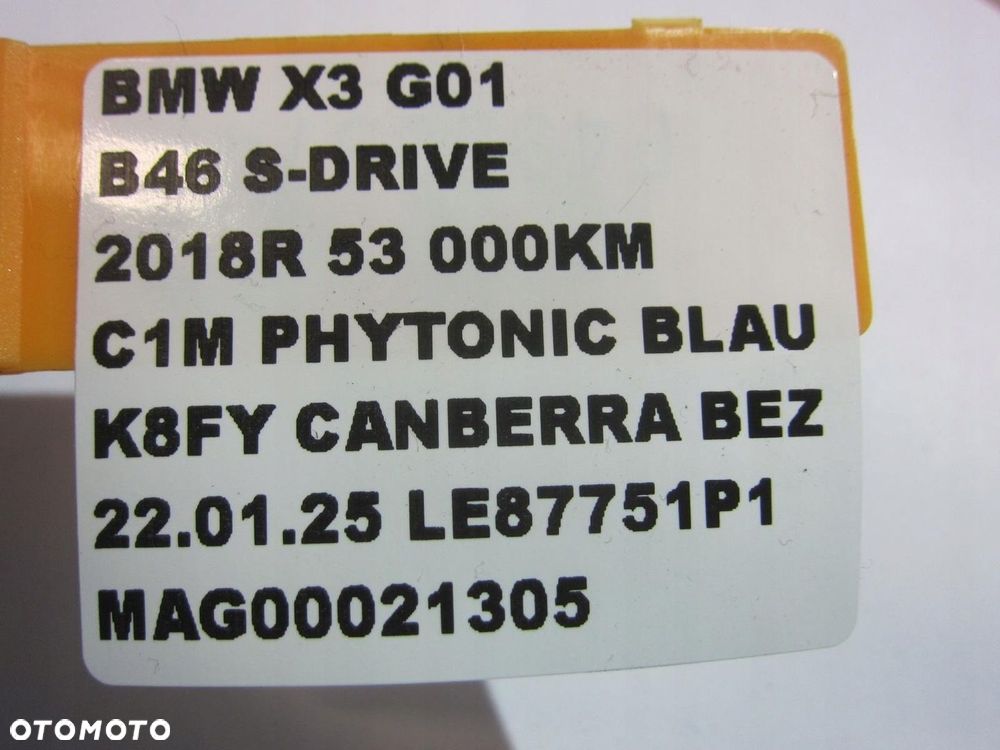 BMW X3 G01
B46 S-DRIVE
2018R 53 000KM
C1M PHYTONIC BLAU
K8FY CANBERRA BEZ
22.01.25 LE87751P1
MAG00021305
OTOMOTO